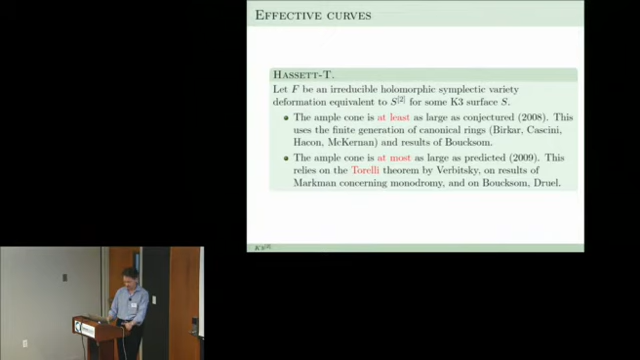 Effective curves
Hassett-T.
Let F be an irreducible holomorphic symplectic variety
deformation equivalent to S[2] for some K3 surface S.
The ample cone is at least as large as conjectured (2008). This
uses the finite generation of canonical rings (Birkar, Cascini,
Hacon, McKernan) and results of Boucksom.
The ample cone is at most as large as predicted (2009). This
relies on the Torelli theorem by Verbitsky, on results of
Markman concerning monodromy, and on Boucksom, Druel.